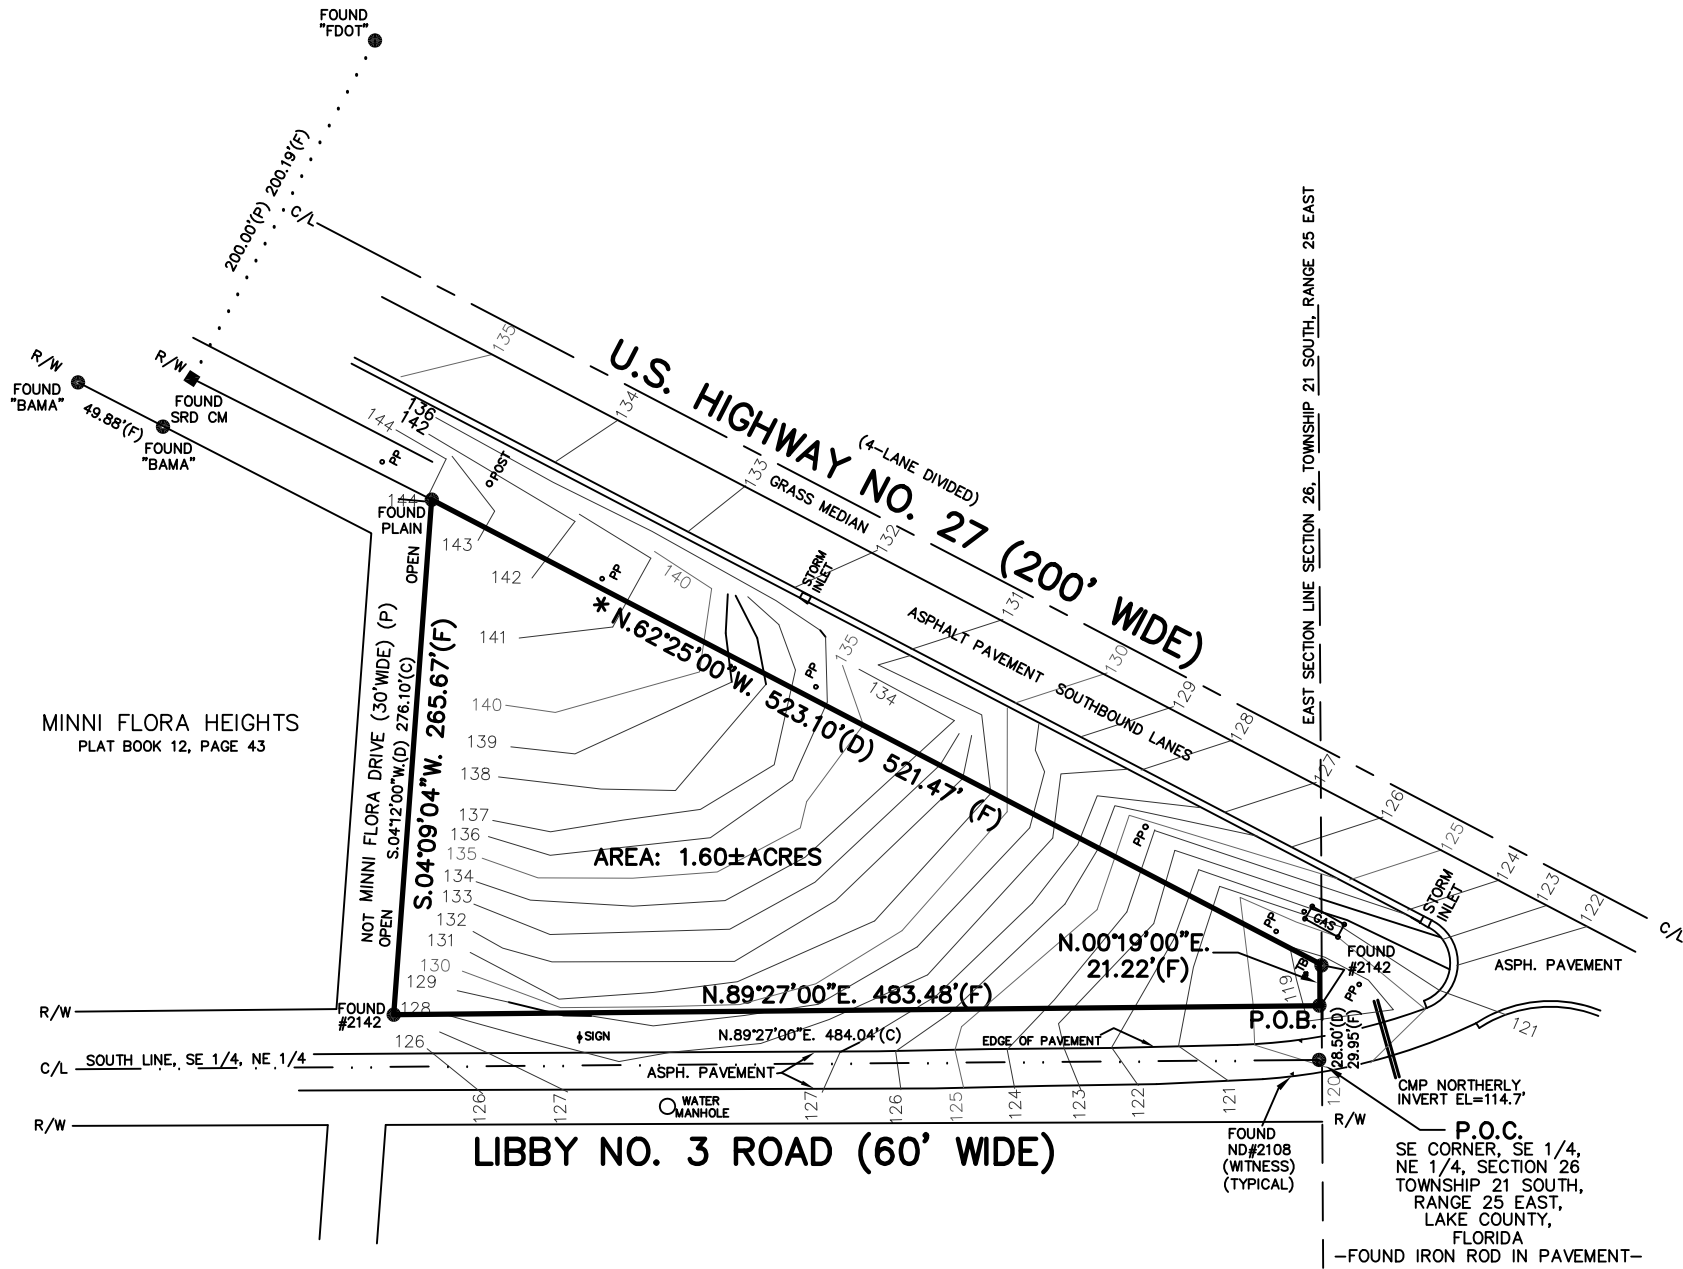 FOUND
"FDOT"
200.00'(P) 200.19'(F)
C/L
R/W
FOUND
"BAMA"
49.88'(F)
FOUND
"BAMA"
R/W
FOUND
SRD CM
PP
144
136
142
POST
135
134
133
132
131
130
129
128
127
126
125
124
123
122
U.S. HIGHWAY NO. 27 (200' WIDE)
(4-LANE DIVIDED)
GRASS MEDIAN
STORM
INLET
ASPHALT PAVEMENT SOUTHBOUND LANES
EAST SECTION LINE SECTION 26, TOWNSHIP 21 SOUTH, RANGE 25 EAST
144
FOUND
PLAIN
OPEN
143
142
141
140
139
138
137
136
135
134
133
132
131
130
129
128
126
PP
140
* N.62°25'00"W. 523.10'(D) 521.47' (F)
PP
135
134
MINNI FLORA HEIGHTS
PLAT BOOK 12, PAGE 43
NOT MINNI FLORA DRIVE (30'WIDE) (P)
OPEN
S.04°12'00"W.(D) 276.10'(C)
S.04°09'04"W. 265.67'(F)
AREA: 1.60±ACRES
PP
PP
GAS
STORM
INLET
C/L
N.00°19'00"E.
21.22'(F)
TB
119
FOUND
#2142
PP
ASPH. PAVEMENT
N.89°27'00"E. 483.48'(F)
P.O.B.
R/W
FOUND
#2142
SIGN
N.89°27'00"E. 484.04'(C)
EDGE OF PAVEMENT
28.50'(D)
29.95'(F)
121
C/L
SOUTH LINE, SE 1/4, NE 1/4
ASPH. PAVEMENT
WATER
MANHOLE
126
127
127
126
125
124
123
122
121
120
CMP NORTHERLY
INVERT EL=114.7'
R/W
R/W
LIBBY NO. 3 ROAD (60' WIDE)
FOUND
ND#2108
(WITNESS)
(TYPICAL)
P.O.C.
SE CORNER, SE 1/4,
NE 1/4, SECTION 26
TOWNSHIP 21 SOUTH,
RANGE 25 EAST,
LAKE COUNTY,
FLORIDA
-FOUND IRON ROD IN PAVEMENT-